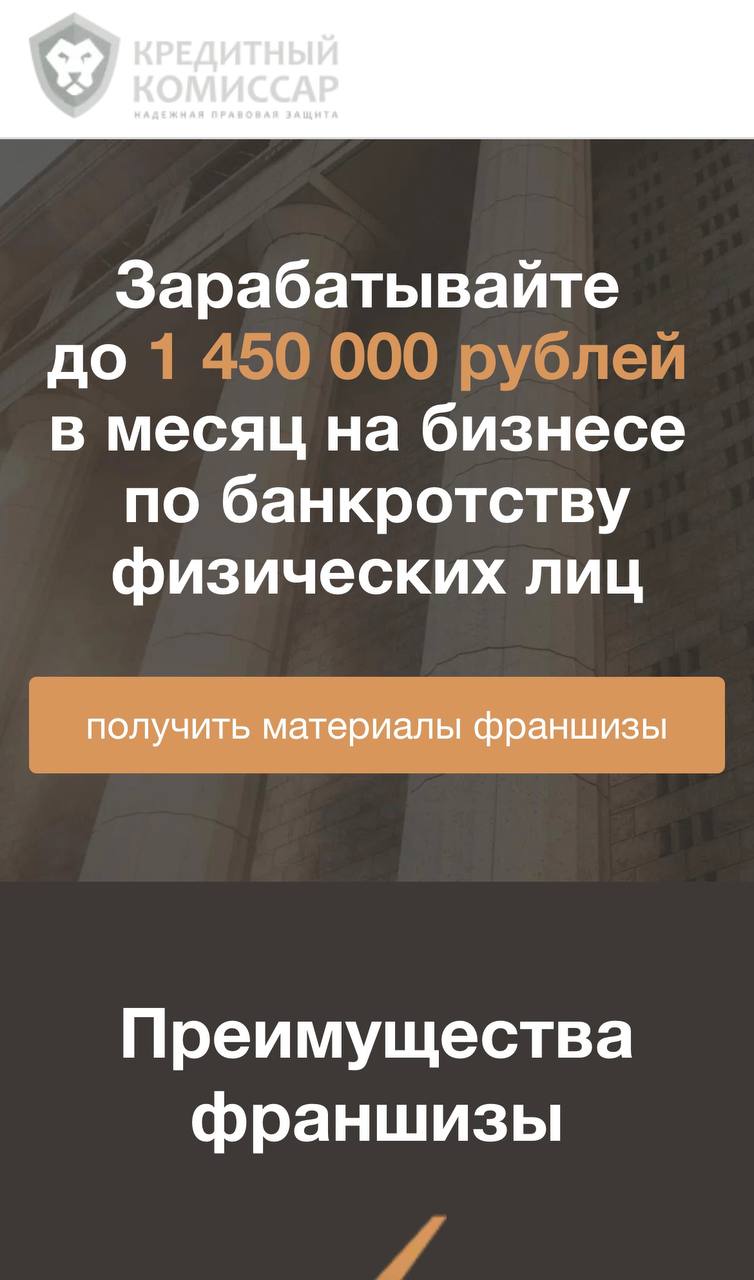 КРЕДИТНЫЙ
КОМИССАР
НАДЕЖНАЯ ПРАВОВАЯ ЗАЩИТА
Зарабатывайте
до 1 450 000 рублей
в месяц на бизнесе
по банкротству
физических лиц
получить материалы франшизы
Преимущества
франшизы